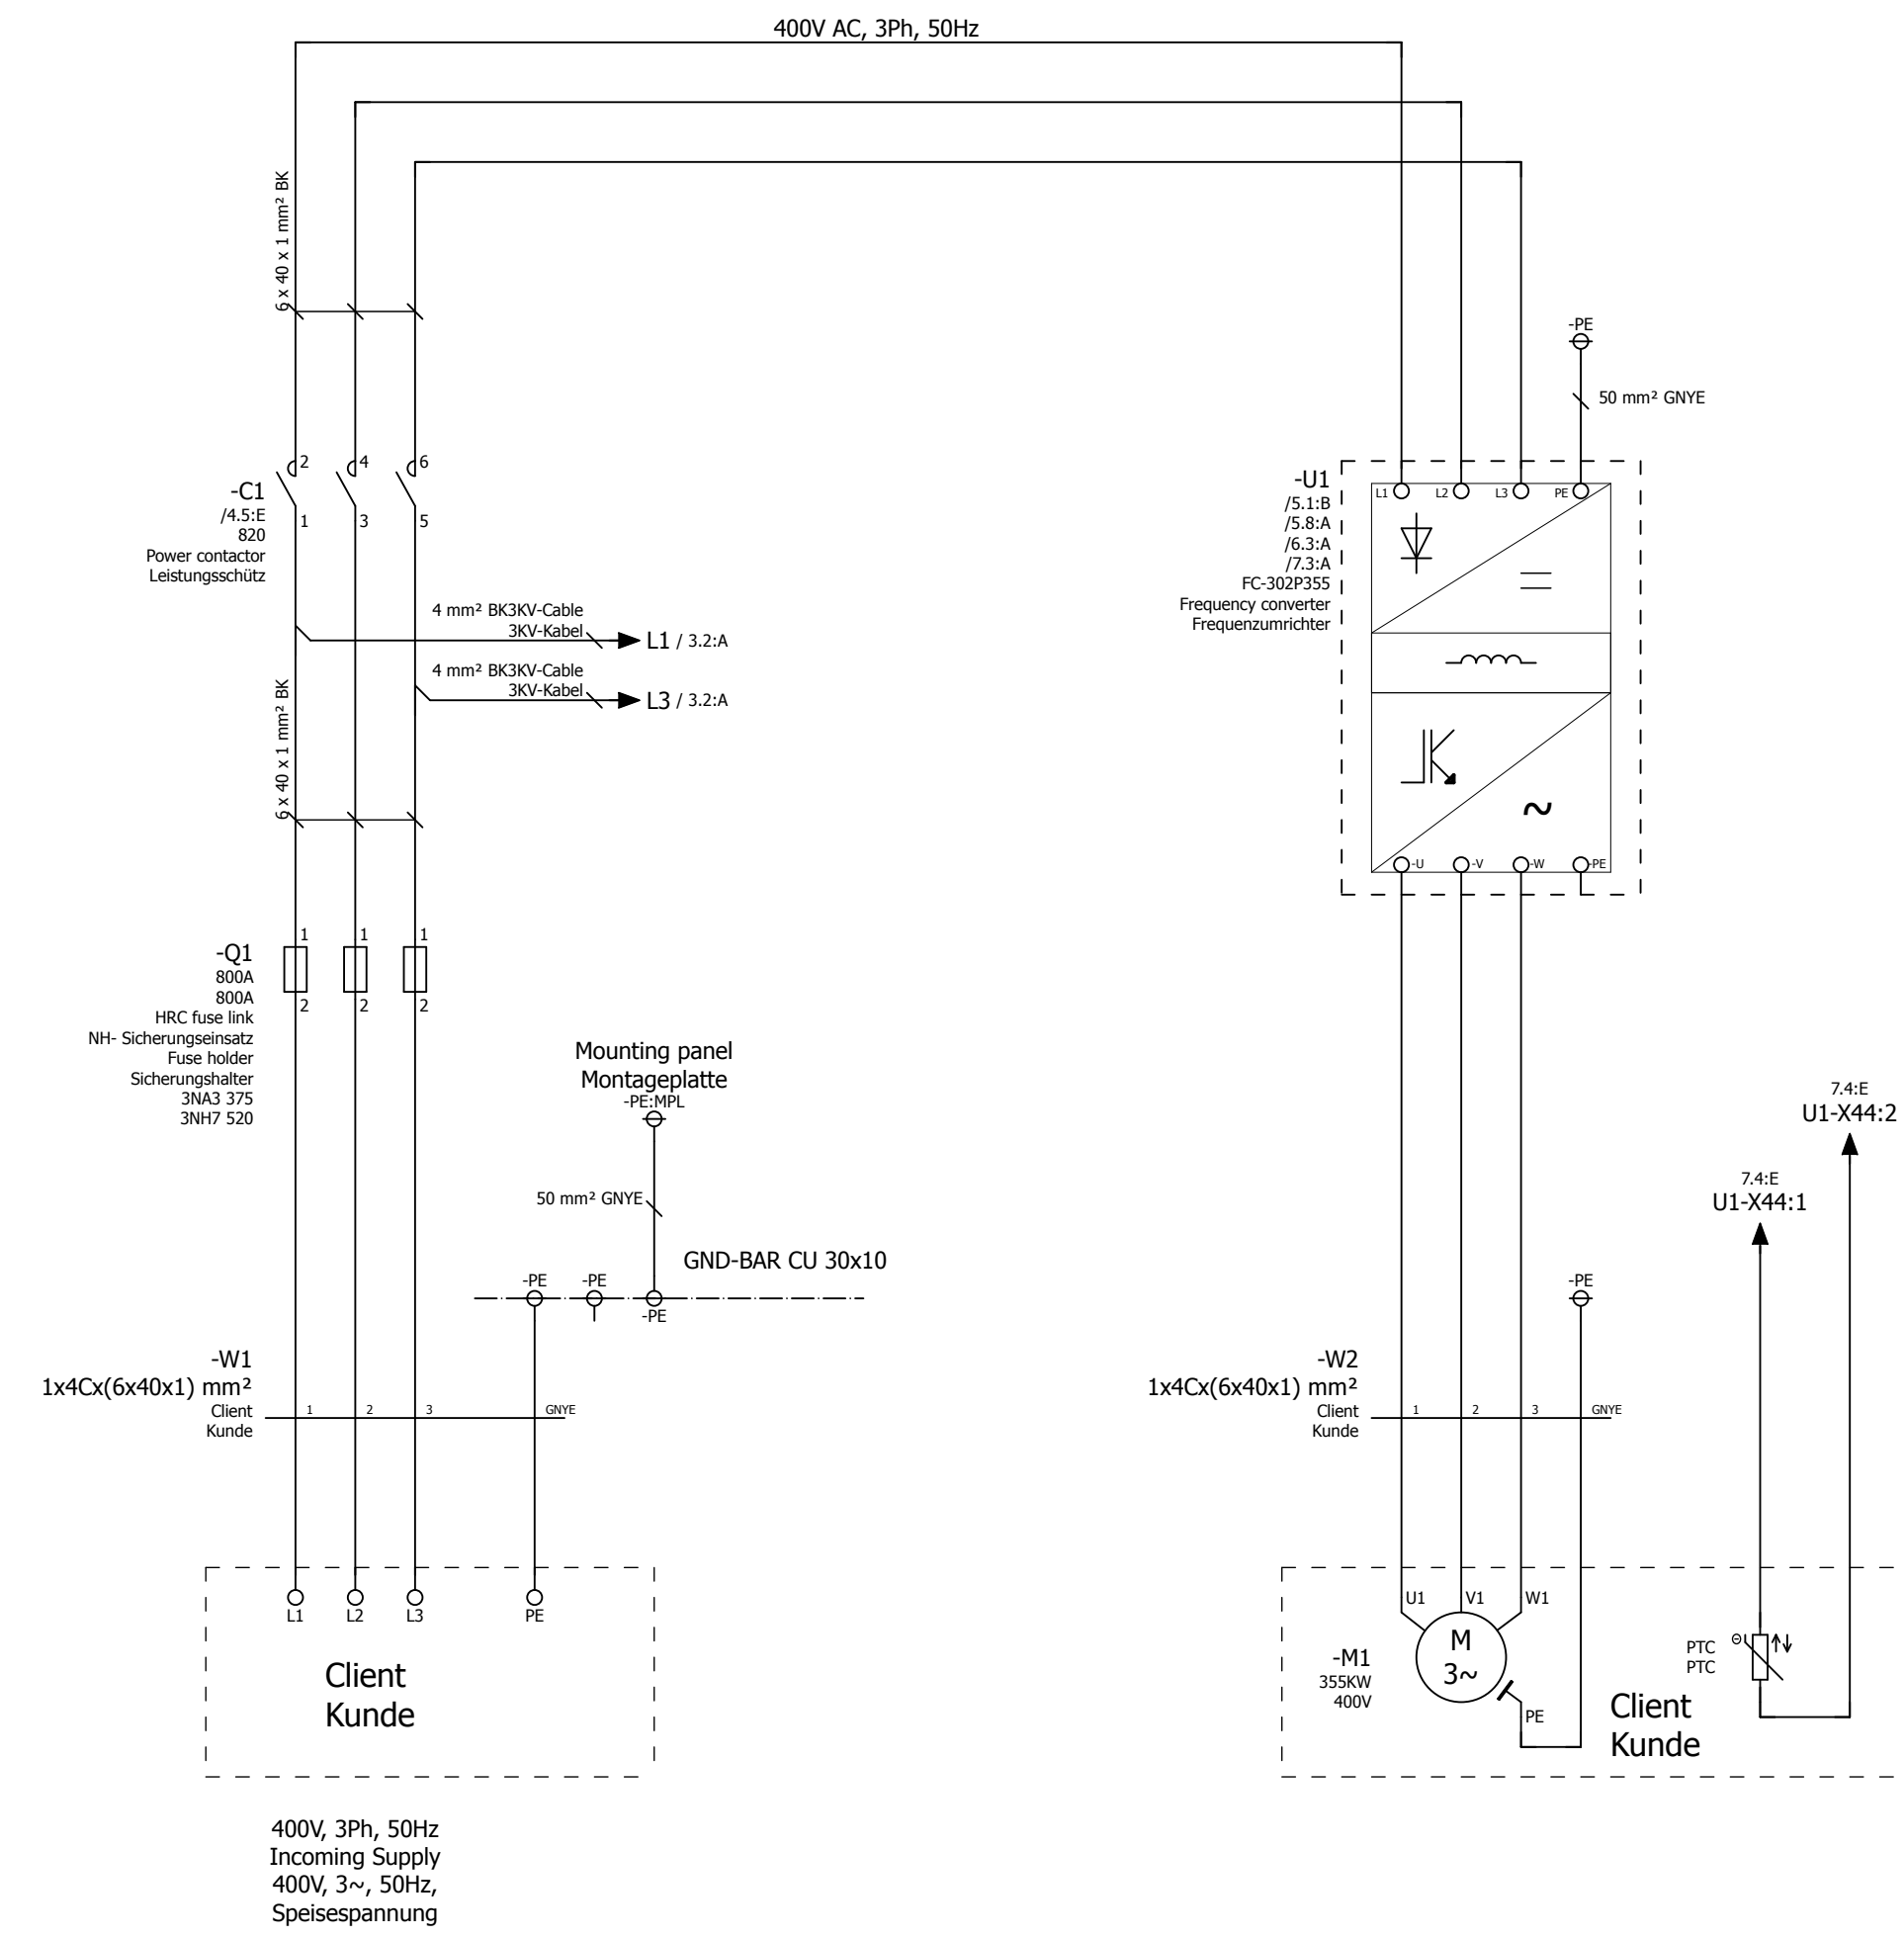 400V AC, 3Ph, 50Hz
6 x 40 x 1 mm² BK
-PE
50 mm² GNYE
2
4
6
-C1
/4.5:E
820
Power contactor
Leistungsschütz
1
3
5
-U1
/5.1:B
/5.8:A
/6.3:A
/7.3:A
FC-302P355
Frequency converter
Frequenzumrichter
L1
L2
L3
PE
4 mm² BK3KV-Cable
3KV-Kabel
L1 / 3.2:A
4 mm² BK3KV-Cable
3KV-Kabel
L3 / 3.2:A
6 x 40 x 1 mm² BK
~
-U
-V
-W
-PE
-Q1
800A
800A
HRC fuse link
NH- Sicherungseinsatz
Fuse holder
Sicherungshalter
3NA3 375
3NH7 520
1
1
1
2
2
2
Mounting panel
Montageplatte
-PE:MPL
50 mm² GNYE
GND-BAR CU 30x10
-PE
-PE
-PE
7.4:E
U1-X44:2
7.4:E
U1-X44:1
-PE
-W1
1x4Cx(6x40x1) mm²
Client
Kunde
1
2
3
GNYE
-W2
1x4Cx(6x40x1) mm²
Client
Kunde
1
2
3
GNYE
L1
L2
L3
PE
Client
Kunde
U1
V1
W1
M
3~
-M1
355KW
400V
PE
PTC
PTC
Θ
Client
Kunde
400V, 3Ph, 50Hz
Incoming Supply
400V, 3~, 50Hz,
Speisespannung